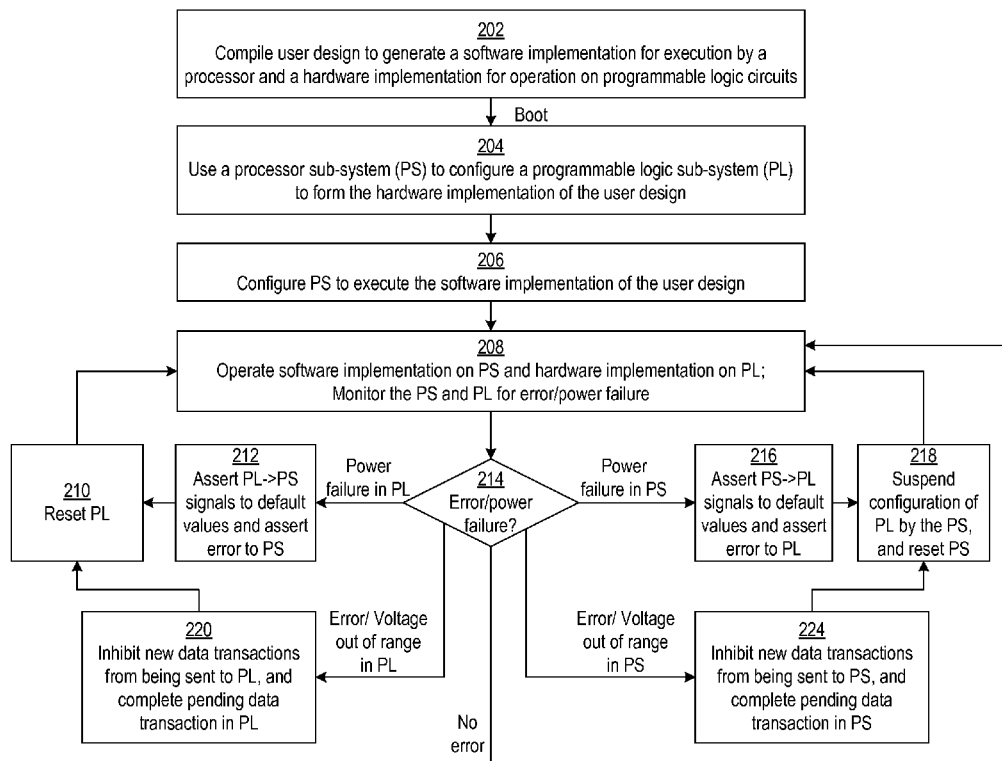 202
Compile user design to generate a software implementation for execution by a
processor and a hardware implementation for operation on programmable logic circuits
Boot
204
Use a processor sub-system (PS) to configure a programmable logic sub-system (PL)
to form the hardware implementation of the user design
206
Configure PS to execute the software implementation of the user design
208
Operate software implementation on PS and hardware implementation on PL;
Monitor the PS and PL for error/power failure
210
Reset PL
212
Assert PL->PS
signals to default
values and assert
error to PS
Power
failure in PL
214
Error/power
failure?
Power
failure in PS
216
Assert PS->PL
signals to default
values and assert
error to PL
218
Suspend
configuration of
PL by the PS,
and reset PS
220
Inhibit new data transactions
from being sent to PL, and
complete pending data
transaction in PL
Error/ Voltage
out of range
in PL
No
error
Error/ Voltage
out of range
in PS
224
Inhibit new data transactions
from being sent to PS, and
complete pending data
transaction in PS